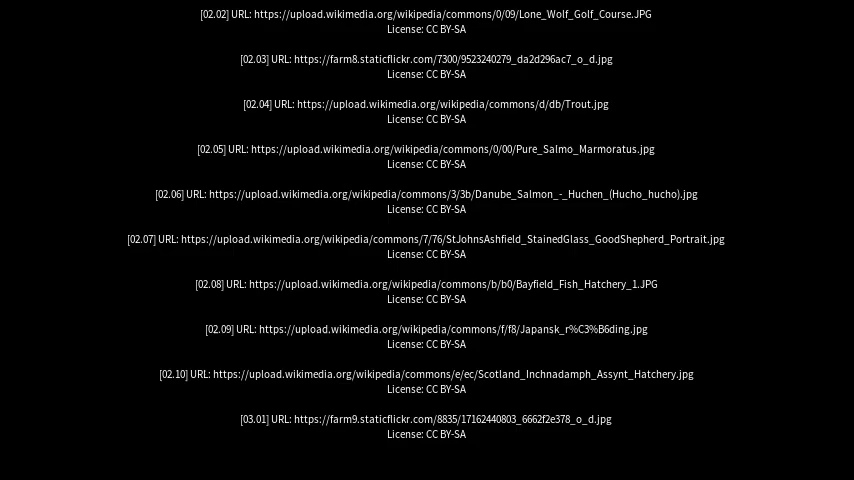 [02.02] URL: https://upload.wikimedia.org/wikipedia/commons/0/09/Lone_Wolf_Golf_Course.JPG
License: CC BY-SA
[02.03] URL: https://farm8.staticflickr.com/7300/9523240279_da2d296ac7_o_d.jpg
License: CC BY-SA
[02.04] URL: https://upload.wikimedia.org/wikipedia/commons/d/db/Trout.jpg
License: CC BY-SA
[02.05] URL: https://upload.wikimedia.org/wikipedia/commons/0/00/Pure_Salmo_Marmoratus.jpg
License: CC BY-SA
[02.06] URL: https://upload.wikimedia.org/wikipedia/commons/3/3b/Danube_Salmon_-_Huchen_(Hucho_hucho).jpg
License: CC BY-SA
[02.07] URL: https://upload.wikimedia.org/wikipedia/commons/7/76/StJohnsAshfield_StainedGlass_GoodShepherd_Portrait.jpg
License: CC BY-SA
[02.08] URL: https://upload.wikimedia.org/wikipedia/commons/b/b0/Bayfield_Fish_Hatchery_1.JPG
License: CC BY-SA
[02.09] URL: https://upload.wikimedia.org/wikipedia/commons/f/f8/Japansk_r%C3%B6ding.jpg
License: CC BY-SA
[02.10] URL: https://upload.wikimedia.org/wikipedia/commons/e/ec/Scotland_Inchnadamph_Assynt_Hatchery.jpg
License: CC BY-SA
[03.01] URL: https://farm9.staticflickr.com/8835/17162440803_6662f2e378_o_d.jpg
License: CC BY-SA